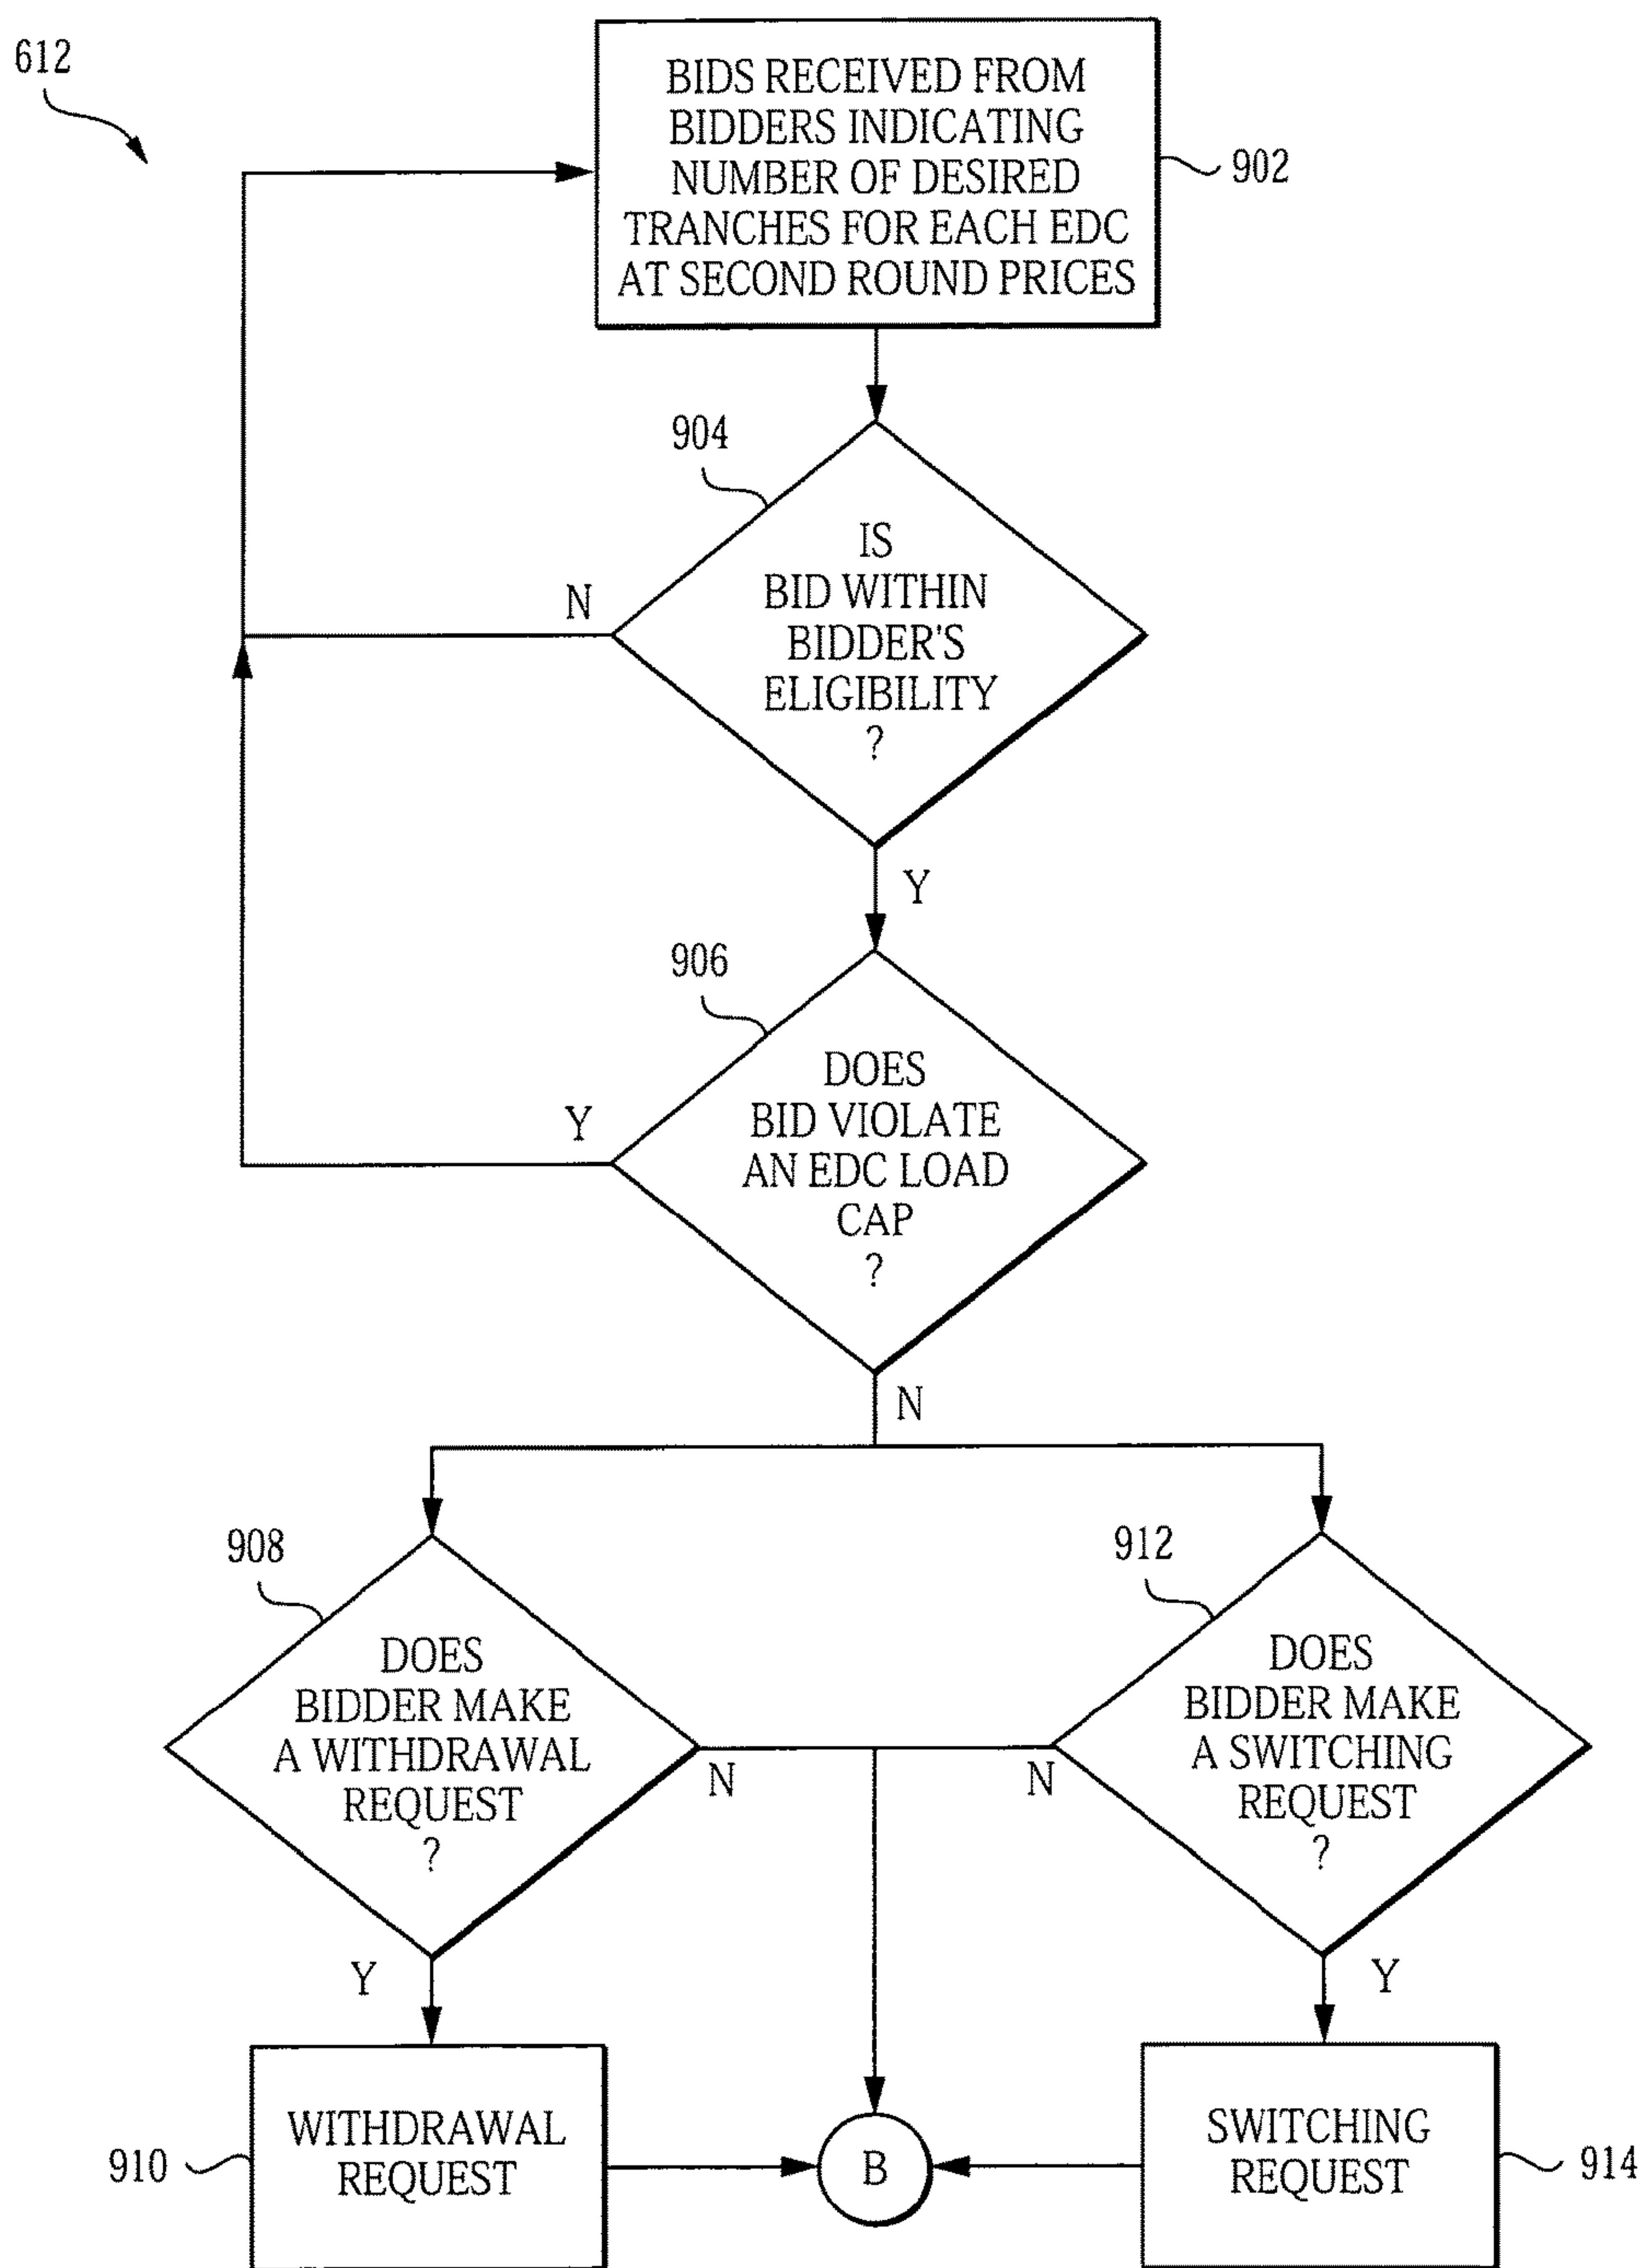 612
BIDS RECEIVED FROM
BIDDERS INDICATING
NUMBER OF DESIRED
TRANCHES FOR EACH EDC
AT SECOND ROUND PRICES
902
904
IS
BID WITHIN
BIDDER'S
ELIGIBILITY
?
N
Y
906
DOES
BID VIOLATE
AN EDC LOAD
CAP
?
Y
N
908
DOES
BIDDER MAKE
A WITHDRAWAL
REQUEST
?
N
Y
912
DOES
BIDDER MAKE
A SWITCHING
REQUEST
?
N
Y
WITHDRAWAL
REQUEST
910
B
SWITCHING
REQUEST
914